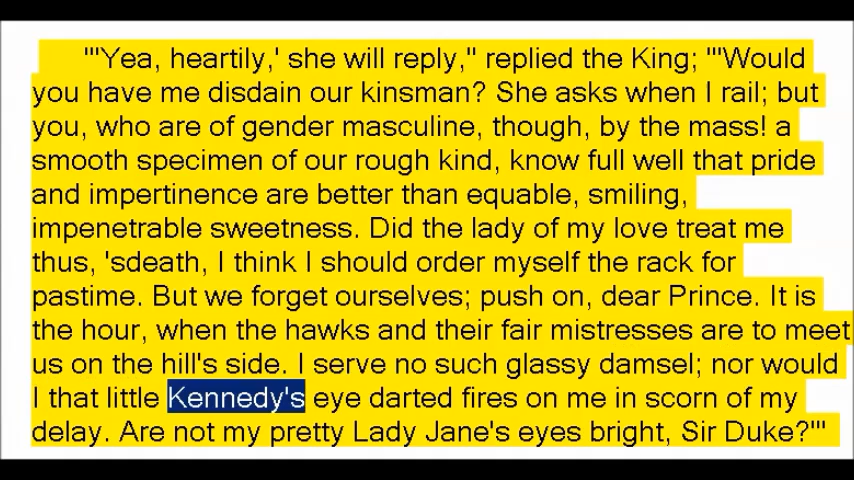 "'Yea, heartily,' she will reply," replied the King; "'Would
you have me disdain our kinsman? She asks when I rail; but
you, who are of gender masculine, though, by the mass! a
smooth specimen of our rough kind, know full well that pride
and impertinence are better than equable, smiling,
impenetrable sweetness. Did the lady of my love treat me
thus, 'sdeath, I think I should order myself the rack for
pastime. But we forget ourselves; push on, dear Prince. It is
the hour, when the hawks and their fair mistresses are to meet
us on the hill's side. I serve no such glassy damsel; nor would
I that little Kennedy's eye darted fires on me in scorn of my
delay. Are not my pretty Lady Jane's eyes bright, Sir Duke?'"